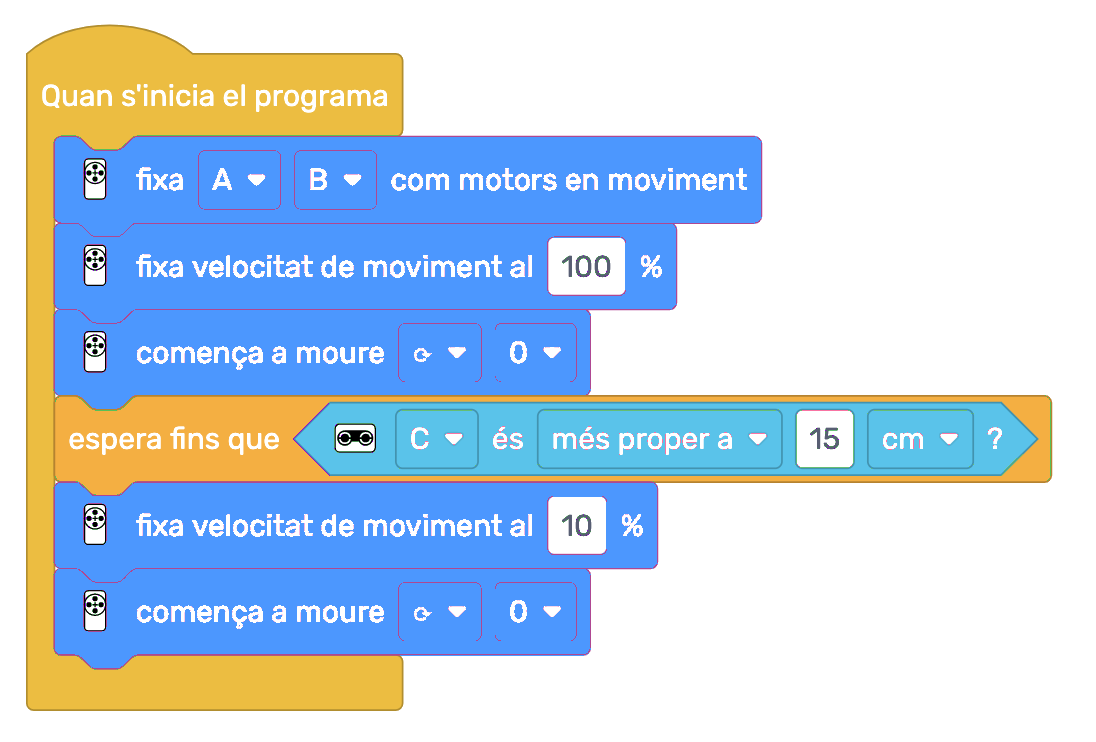 Quan s'inicia el programa
fixa A B com motors en moviment
fixa velocitat de moviment al 100 %
comença a moure ⟳ 0
espera fins que C és més proper a 15 cm ?
fixa velocitat de moviment al 10 %
comença a moure ⟳ 0